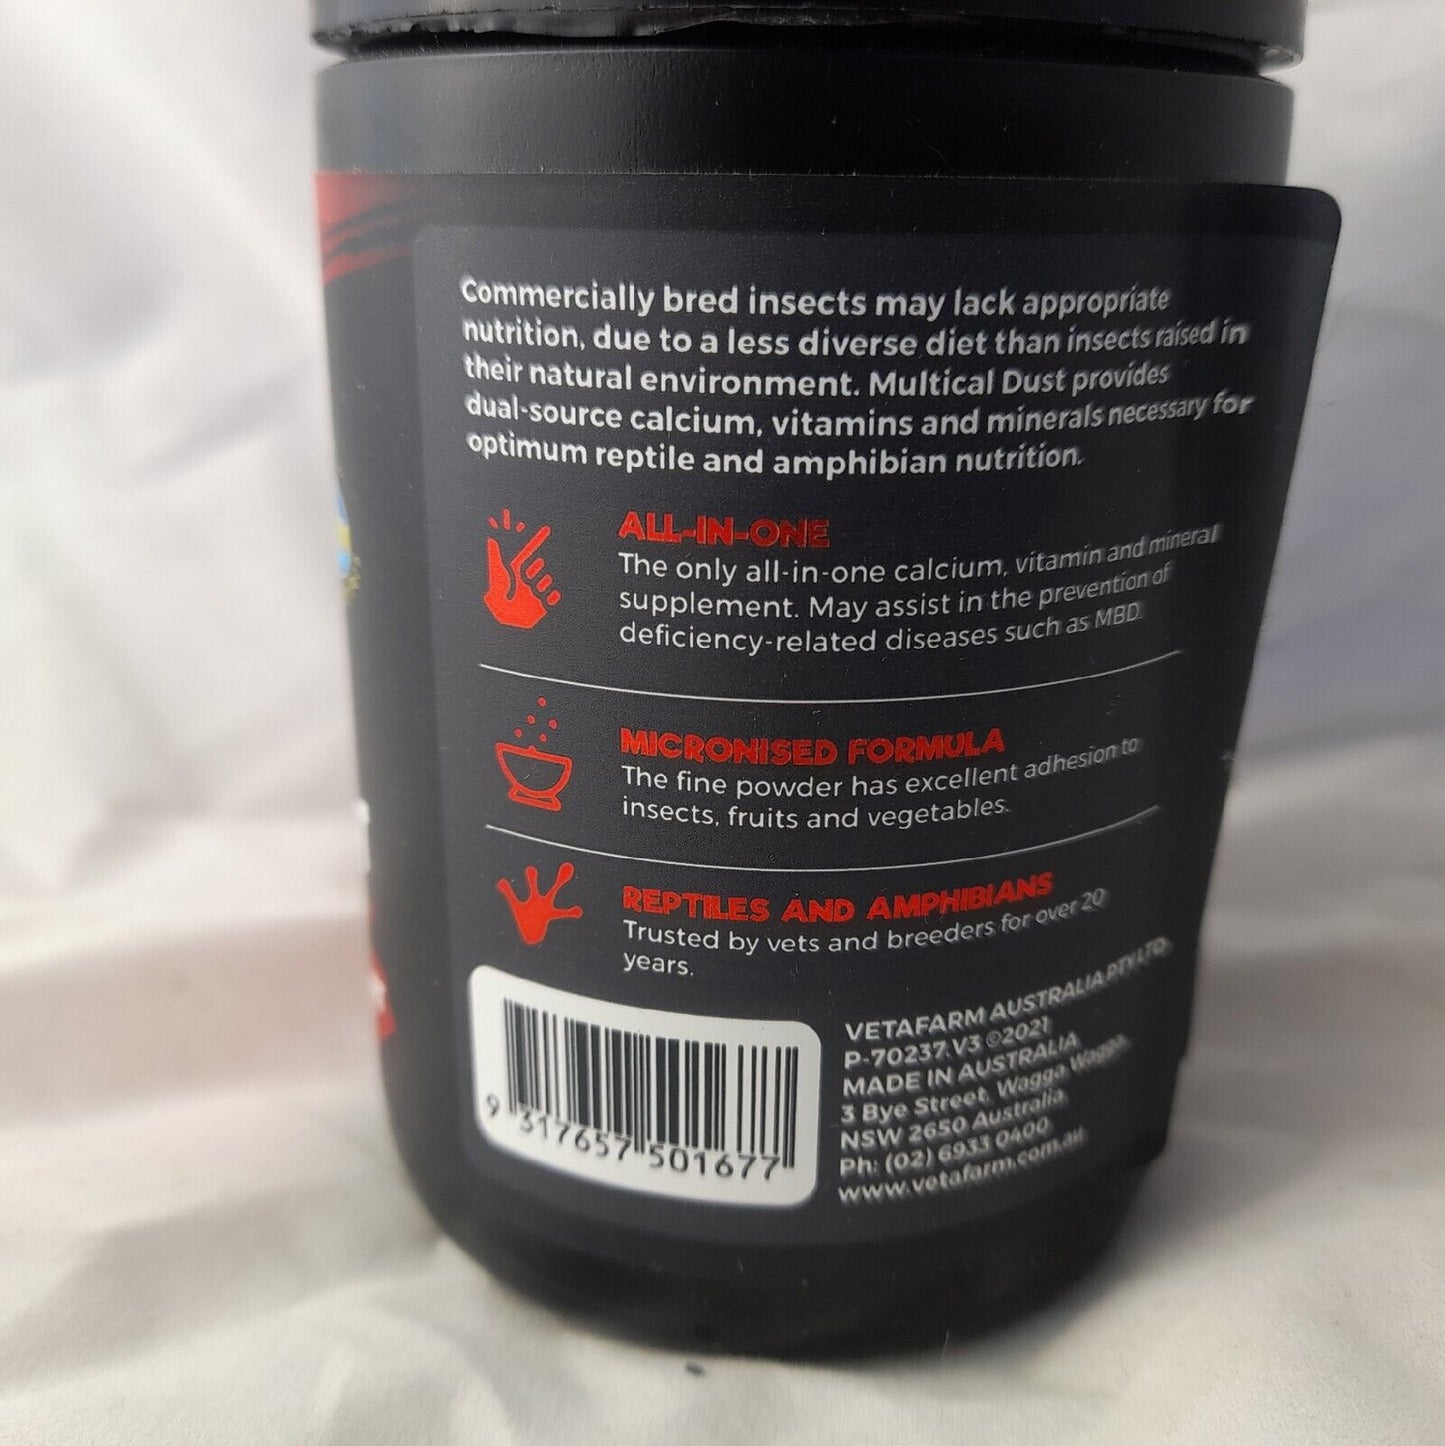 Commercially bred insects may lack appropriate
nutrition, due to a less diverse diet than insects raised in
their natural environment. Multical Dust provides
dual-source calcium, vitamins and minerals necessary for
optimum reptile and amphibian nutrition.
ALL-IN-ONE
The only all-in-one calcium, vitamin and mineral
supplement. May assist in the prevention of
deficiency-related diseases such as MBD.
MICRONISED FORMULA
The fine powder has excellent adhesion to
insects, fruits and vegetables.
REPTILES AND AMPHIBIANS
Trusted by vets and breeders for over 20
years.
VETAFARM AUSTRALIA PTY LTD
P-70237.V3 ©2021
MADE IN AUSTRALIA
3 Bye Street, Wagga Wagga,
NSW 2650 Australia
Ph: (02) 6933 0400
www.vetafarm.com.au
9 317657 501677